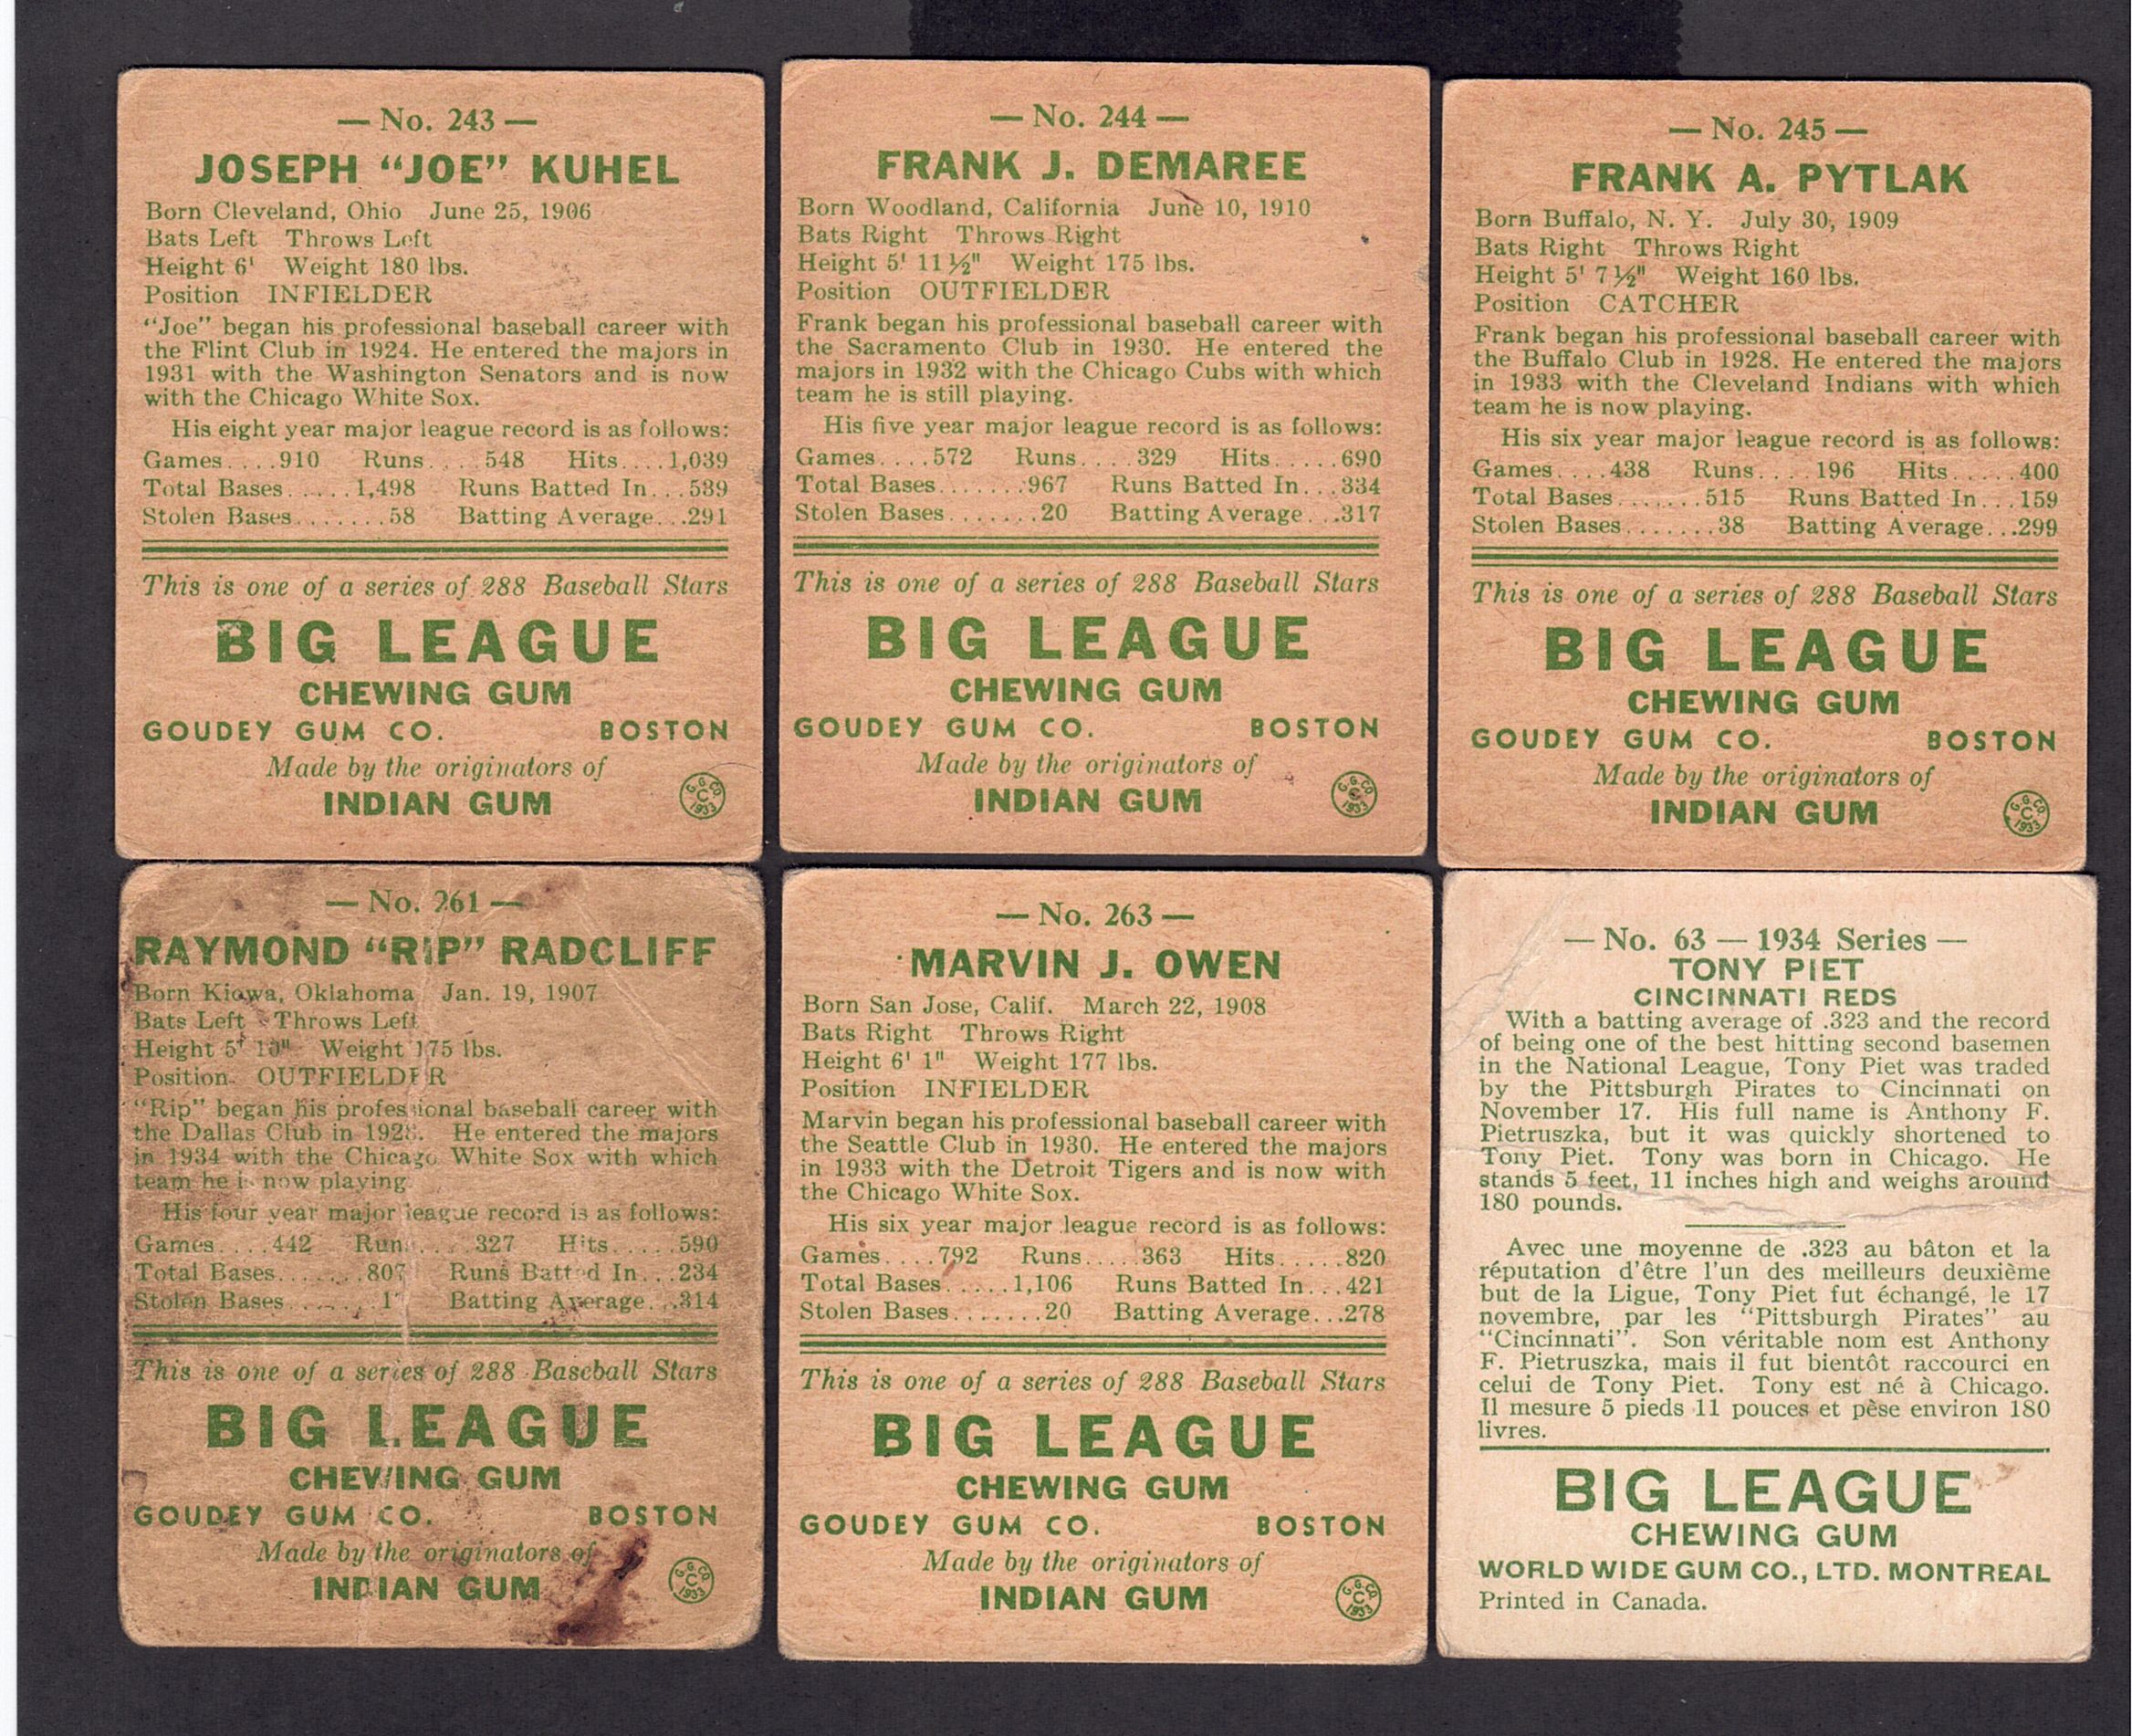 — No. 243 —
JOSEPH “JOE” KUHEL
Born Cleveland, Ohio June 25, 1906
Bats Left Throws Left
Height 6' Weight 180 lbs.
Position INFIELDER
“Joe” began his professional baseball career with
the Flint Club in 1924. He entered the majors in
1931 with the Washington Senators and is now
with the Chicago White Sox.
His eight year major league record is as follows:
Games....910 Runs....548 Hits....1,039
Total Bases.....1,498 Runs Batted In...539
Stolen Bases.......58 Batting Average...291
This is one of a series of 288 Baseball Stars
BIG LEAGUE
CHEWING GUM
GOUDEY GUM CO. BOSTON
Made by the originators of
INDIAN GUM
G.G.CO.
C
1933
— No. 244 —
FRANK J. DEMAREE
Born Woodland, California June 10, 1910
Bats Right Throws Right
Height 5' 11½" Weight 175 lbs.
Position OUTFIELDER
Frank began his professional baseball career with
the Sacramento Club in 1930. He entered the
majors in 1932 with the Chicago Cubs with which
team he is still playing.
His five year major league record is as follows:
Games....572 Runs....329 Hits.....690
Total Bases.......967 Runs Batted In...334
Stolen Bases.......20 Batting Average...317
This is one of a series of 288 Baseball Stars
BIG LEAGUE
CHEWING GUM
GOUDEY GUM CO. BOSTON
Made by the originators of
INDIAN GUM
G.G.CO.
C
1933
— No. 245 —
FRANK A. PYTLAK
Born Buffalo, N. Y. July 30, 1909
Bats Right Throws Right
Height 5' 7½" Weight 160 lbs.
Position CATCHER
Frank began his professional baseball career with
the Buffalo Club in 1928. He entered the majors
in 1933 with the Cleveland Indians with which
team he is now playing.
His six year major league record is as follows:
Games....438 Runs....196 Hits.....400
Total Bases.......515 Runs Batted In...159
Stolen Bases.......38 Batting Average...299
This is one of a series of 288 Baseball Stars
BIG LEAGUE
CHEWING GUM
GOUDEY GUM CO. BOSTON
Made by the originators of
INDIAN GUM
G.G.CO.
C
1933
— No. 261 —
RAYMOND “RIP” RADCLIFF
Born Kiowa, Oklahoma Jan. 19, 1907
Bats Left Throws Left
Height 5' 10" Weight 175 lbs.
Position OUTFIELDER
“Rip” began his professional baseball career with
the Dallas Club in He entered the majors
in 1934 with the Chicago White Sox with which
team he is now playing
His four year major league record is as follows:
Games....442 Run.....327 Hits.....590
Total Bases.......807 Runs Batted In...234
Stolen Bases....... Batting Average...314
This is one of a series of 288 Baseball Stars
BIG LEAGUE
CHEWING GUM
GOUDEY GUM CO. BOSTON
Made by the originators of
INDIAN GUM
G.G.CO.
C
1933
— No. 263 —
MARVIN J. OWEN
Born San Jose, Calif. March 22, 1908
Bats Right Throws Right
Height 6' 1" Weight 177 lbs.
Position INFIELDER
Marvin began his professional baseball career with
the Seattle Club in 1930. He entered the majors
in 1933 with the Detroit Tigers and is now with
the Chicago White Sox.
His six year major league record is as follows:
Games....792 Runs.....363 Hits.....820
Total Bases.....1,106 Runs Batted In...421
Stolen Bases.......20 Batting Average...278
This is one of a series of 288 Baseball Stars
BIG LEAGUE
CHEWING GUM
GOUDEY GUM CO. BOSTON
Made by the originators of
INDIAN GUM
G.G.CO.
C
1933
— No. 63 — 1934 Series —
TONY PIET
CINCINNATI REDS
With a batting average of .323 and the record
of being one of the best hitting second basemen
in the National League, Tony Piet was traded
by the Pittsburgh Pirates to Cincinnati on
November 17. His full name is Anthony F.
Pietruszka, but it was quickly shortened to
Tony Piet. Tony was born in Chicago. He
stands 5 feet, 11 inches high and weighs around
180 pounds.
Avec une moyenne de .323 au bâton et la
réputation d'être l'un des meilleurs deuxième
but de la Ligue, Tony Piet fut échangé, le 17
novembre, par les “Pittsburgh Pirates” au
“Cincinnati”. Son véritable nom est Anthony
F. Pietruszka, mais il fut bientôt raccourci en
celui de Tony Piet. Tony est né à Chicago.
Il mesure 5 pieds 11 pouces et pèse environ 180
livres.
BIG LEAGUE
CHEWING GUM
WORLD WIDE GUM CO., LTD. MONTREAL
Printed in Canada.